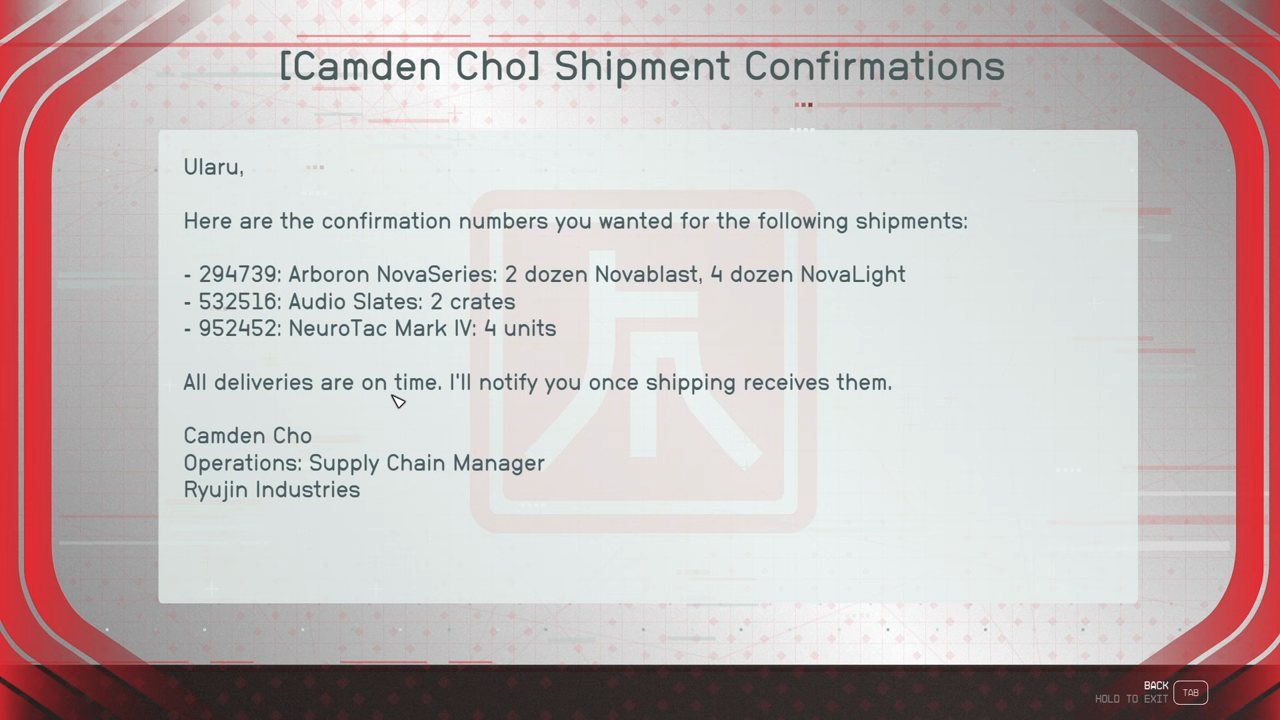 [Camden Cho] Shipment Confirmations
Ularu,
Here are the confirmation numbers you wanted for the following shipments:
- 294739: Arboron NovaSeries: 2 dozen Novablast, 4 dozen NovaLight
- 532516: Audio Slates: 2 crates
- 952452: NeuroTac Mark IV: 4 units
All deliveries are on time. I'll notify you once shipping receives them.
Camden Cho
Operations: Supply Chain Manager
Ryujin Industries
BACK
HOLD TO EXIT
TAB